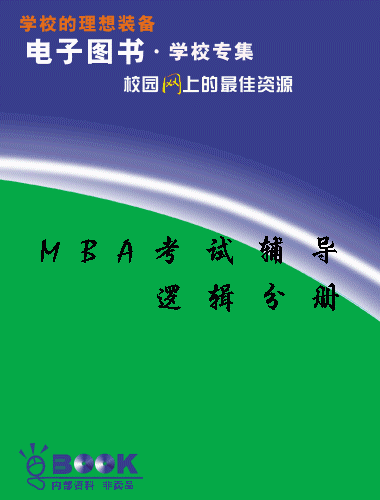 学校的理想装备
电子图书·学校专集
校园网上的最佳资源
MBA考试辅导
逻辑分册
eBOOK
内部资料 非卖品